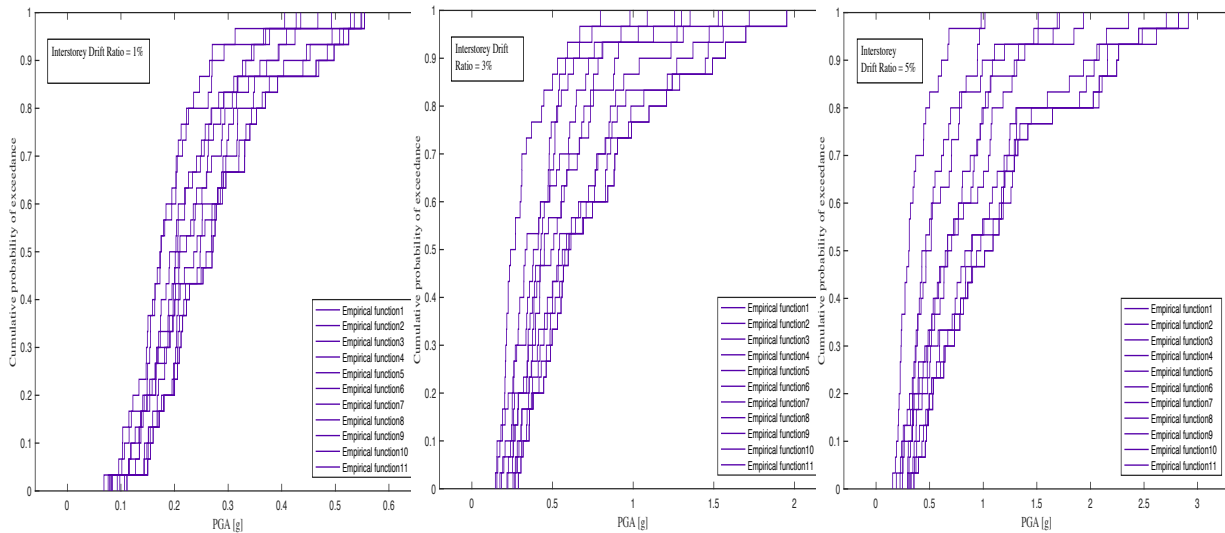 Interstorey Drift Ratio = 1%
Cumulative probability of exceedance
1
0.9
0.8
0.7
0.6
0.5
0.4
0.3
0.2
0.1
0
Empirical function1
Empirical function2
Empirical function3
Empirical function4
Empirical function5
Empirical function6
Empirical function7
Empirical function8
Empirical function9
Empirical function10
Empirical function11
0 0.1 0.2 0.3 0.4 0.5 0.6
PGA [g]
Interstorey Drift
Ratio = 3%
Cumulative probability of exceedance
1
0.9
0.8
0.7
0.6
0.5
0.4
0.3
0.2
0.1
0
Empirical function1
Empirical function2
Empirical function3
Empirical function4
Empirical function5
Empirical function6
Empirical function7
Empirical function8
Empirical function9
Empirical function10
Empirical function11
0 0.5 1 1.5 2
PGA [g]
Interstorey
Drift Ratio = 5%
Cumulative probability of exceedance
1
0.9
0.8
0.7
0.6
0.5
0.4
0.3
0.2
0.1
0
Empirical function1
Empirical function2
Empirical function3
Empirical function4
Empirical function5
Empirical function6
Empirical function7
Empirical function8
Empirical function9
Empirical function10
Empirical function11
0 0.5 1 1.5 2 2.5 3
PGA [g]